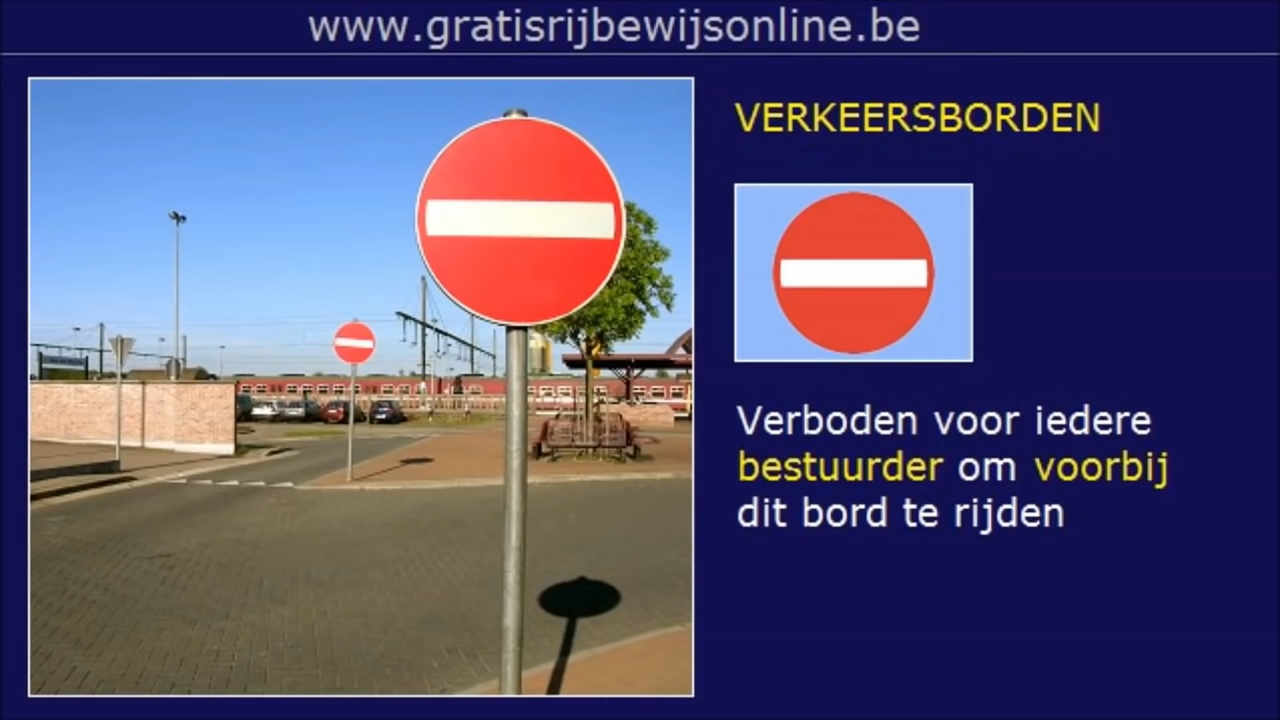 www.gratisrijbewijsonline.be
VERKEERSBORDEN
Verboden voor iedere
bestuurder om voorbij
dit bord te rijden